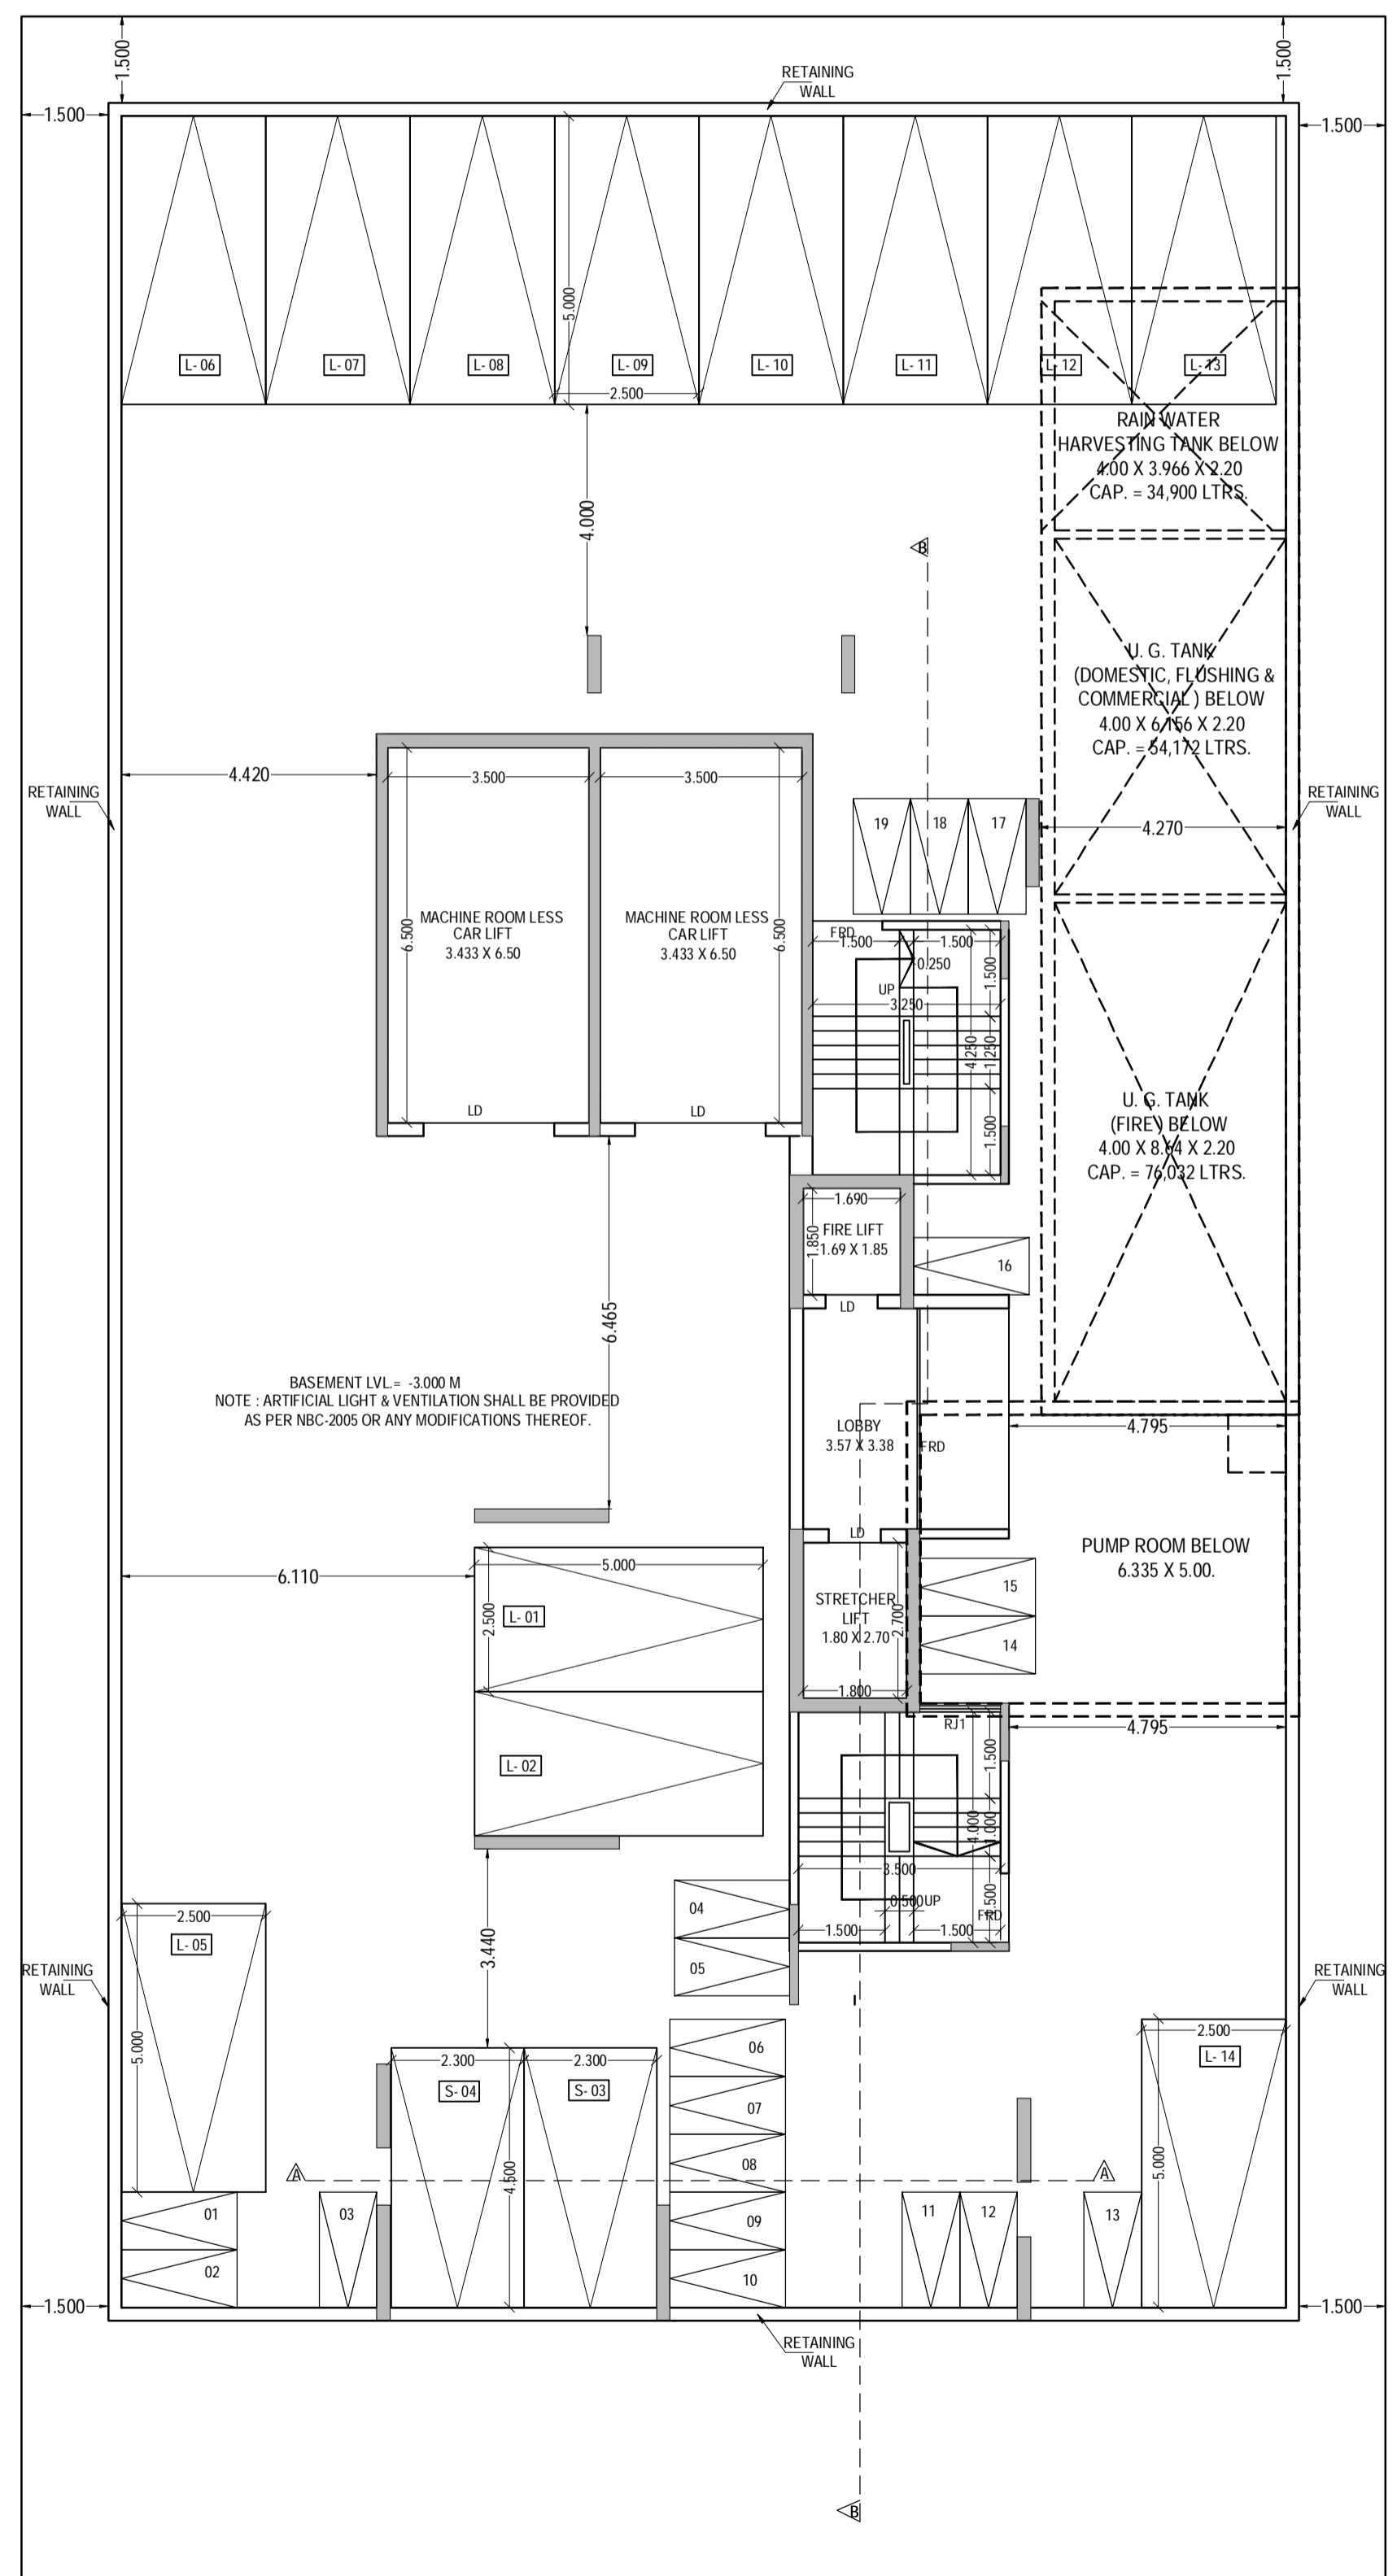 1.500
1.500
RETAINING
WALL
1.500
1.500
5.000
L- 06
L- 07
L- 08
L- 09
L- 10
L- 11
L- 12
L- 13
2.500
RAIN WATER
HARVESTING TANK BELOW
4.00 X 3.966 X 2.20
CAP. = 34,900 LTRS.
4.000
B
U. G. TANK
(DOMESTIC, FLUSHING &
COMMERCIAL ) BELOW
4.00 X 6.156 X 2.20
CAP. = 54,172 LTRS.
4.420
3.500
3.500
RETAINING
WALL
RETAINING
WALL
19
18
17
4.270
6.500
MACHINE ROOM LESS
CAR LIFT
3.433 X 6.50
MACHINE ROOM LESS
CAR LIFT
3.433 X 6.50
6.500
FRD
1.500
1.500
0.250
1.500
UP
3.250
4.250
1.250
1.500
LD
LD
U. G. TANK
(FIRE) BELOW
4.00 X 8.64 X 2.20
CAP. = 76,032 LTRS.
1.690
1.850
FIRE LIFT
1.69 X 1.85
16
LD
6.465
BASEMENT LVL.= -3.000 M
NOTE : ARTIFICIAL LIGHT & VENTILATION SHALL BE PROVIDED
AS PER NBC-2005 OR ANY MODIFICATIONS THEREOF.
LOBBY
3.57 X 3.38
FRD
4.795
LD
PUMP ROOM BELOW
6.335 X 5.00.
6.110
5.000
2.500
L- 01
STRETCHER
LIFT
1.80 X 2.70
2.700
15
14
1.800
RJ1
4.795
1.500
L- 02
4.000
1.000
3.500
1.500
0.500
UP
FRD
1.500
1.500
04
05
3.440
2.500
L- 05
5.000
RETAINING
WALL
RETAINING
WALL
2.300
2.300
S- 04
S- 03
4.500
06
07
08
09
10
2.500
L- 14
5.000
A
A
01
02
03
11
12
13
1.500
1.500
RETAINING
WALL
B